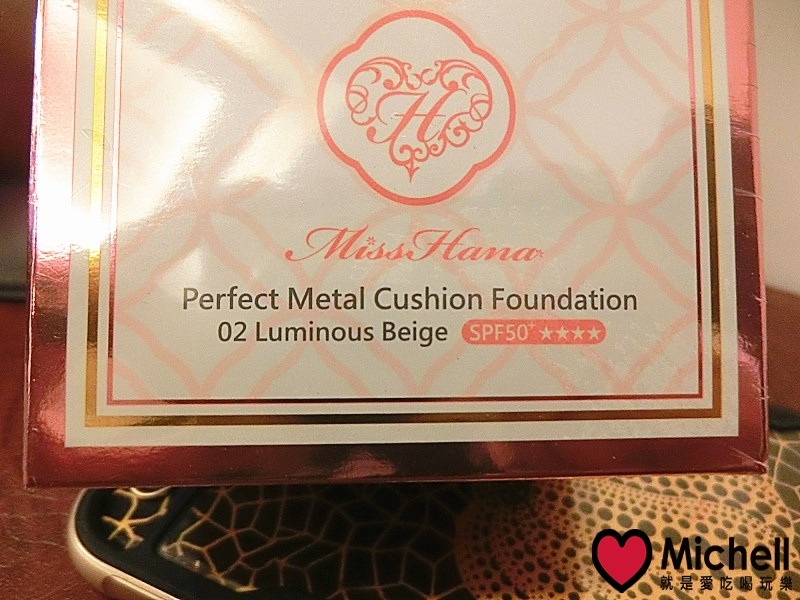 H
MissHana
Perfect Metal Cushion Foundation
02 Luminous Beige SPF50+★★★★
Michell
就是愛吃喝玩樂